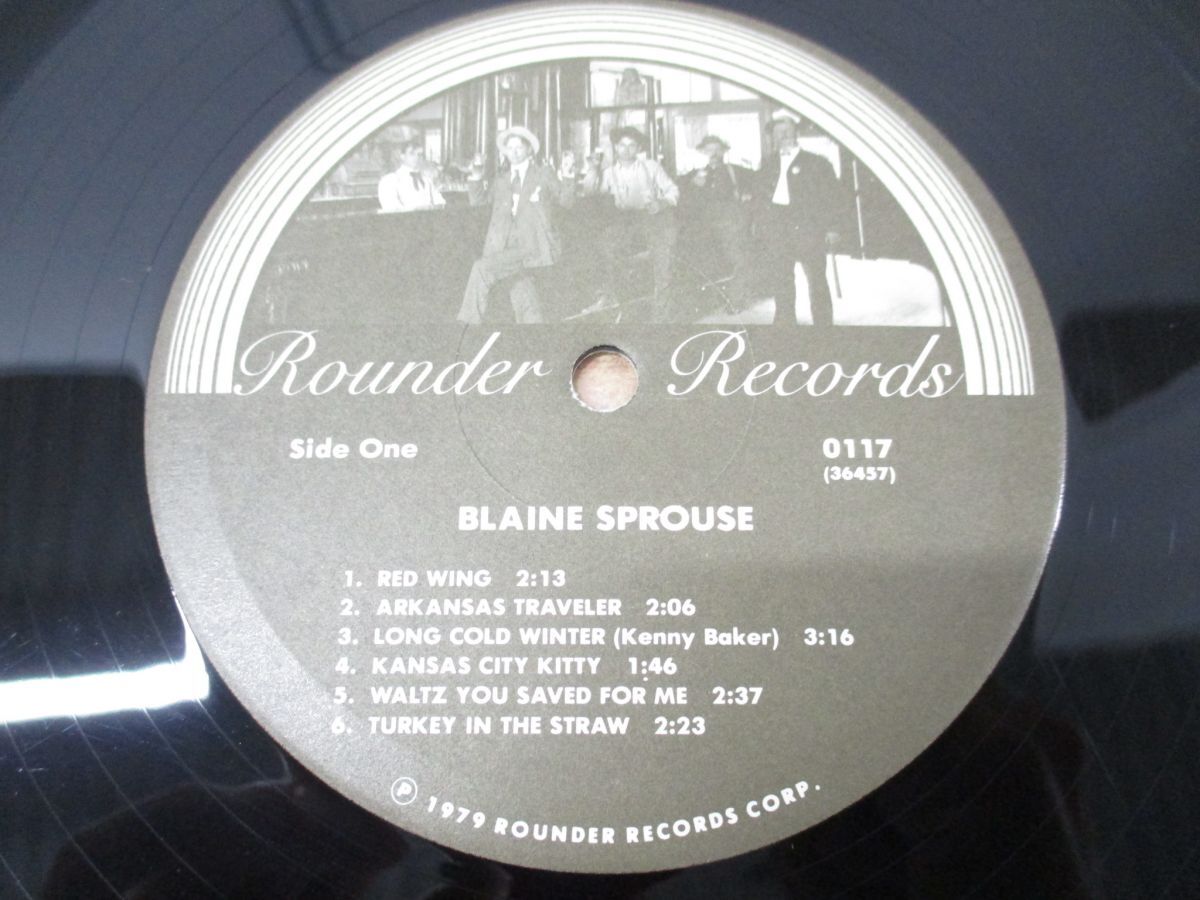 Rounder Records
Side One 0117
(36457)
BLAINE SPROUSE
1. RED WING 2:13
2. ARKANSAS TRAVELER 2:06
3. LONG COLD WINTER (Kenny Baker) 3:16
4. KANSAS CITY KITTY 1:46
5. WALTZ YOU SAVED FOR ME 2:37
6. TURKEY IN THE STRAW 2:23
Ⓟ 1979 ROUNDER RECORDS CORP.